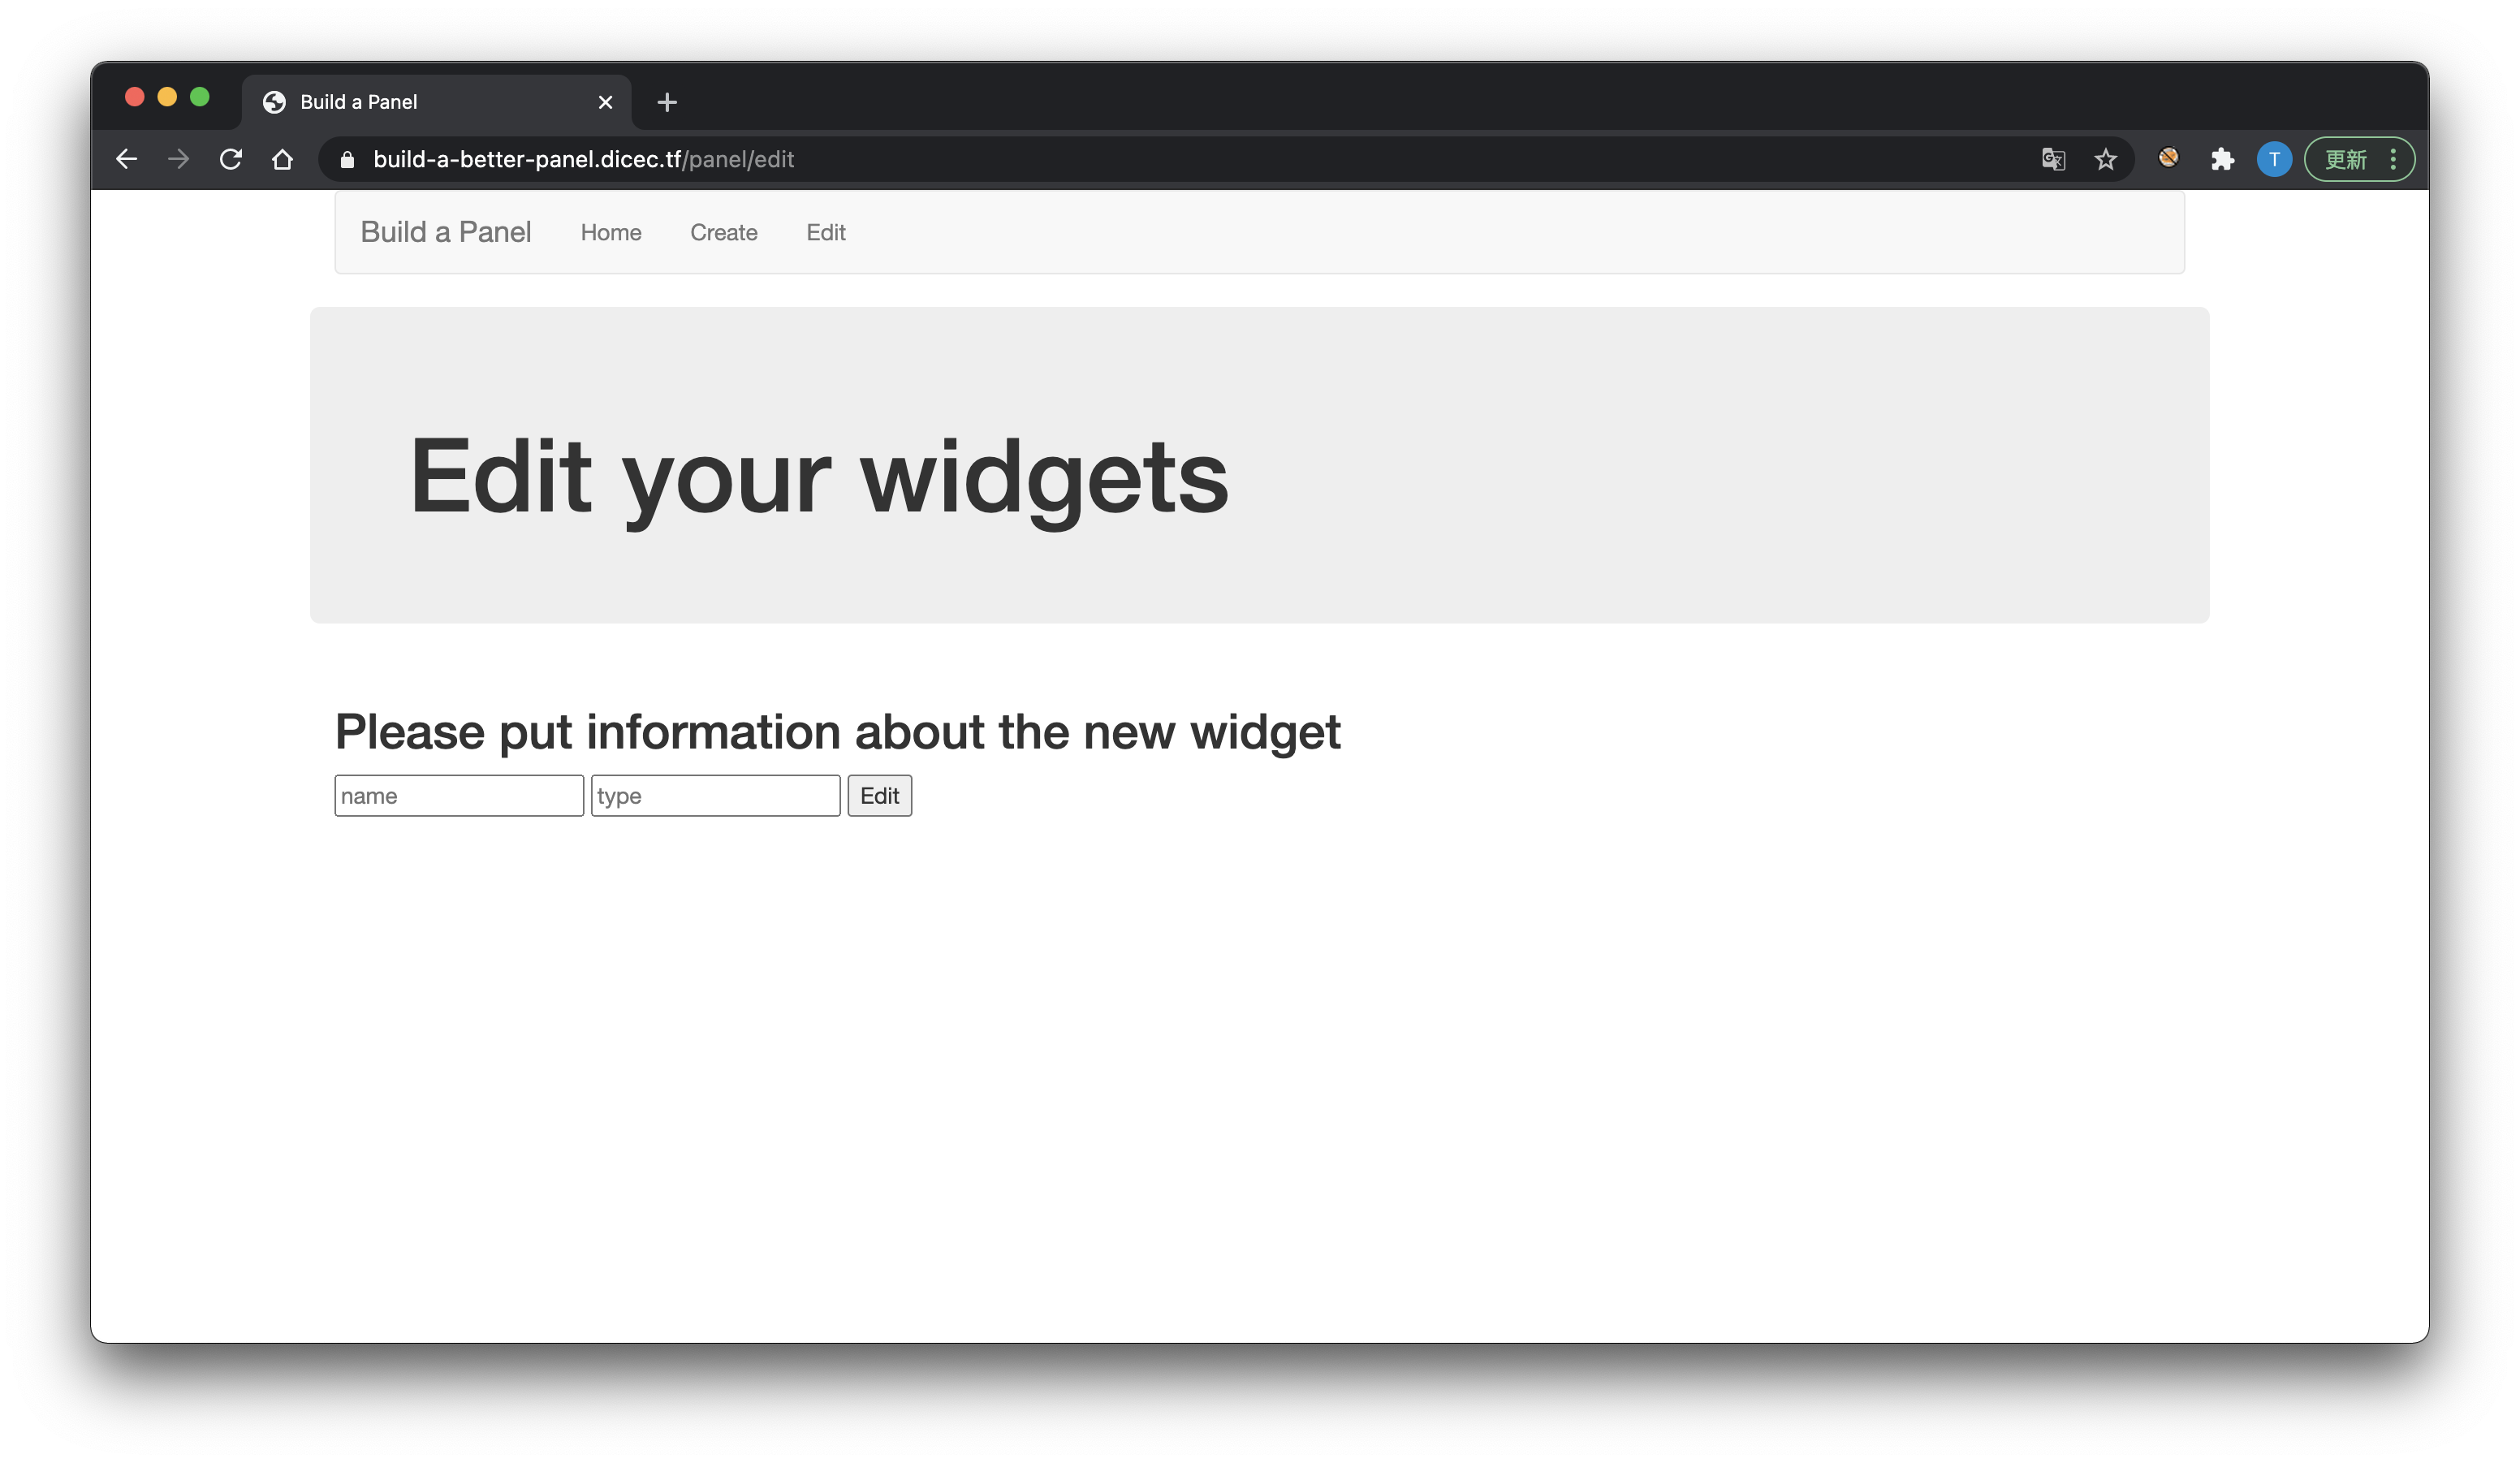 Build a Panel
build-a-better-panel.dicec.tf/panel/edit
T
更新
Build a Panel Home Create Edit
Edit your widgets
Please put information about the new widget
name type Edit